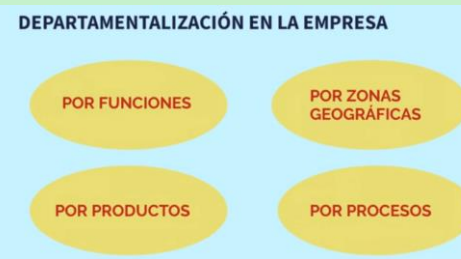 DEPARTAMENTALIZACIÓN EN LA EMPRESA
POR FUNCIONES
POR ZONAS
GEOGRÁFICAS
POR PRODUCTOS
POR PROCESOS